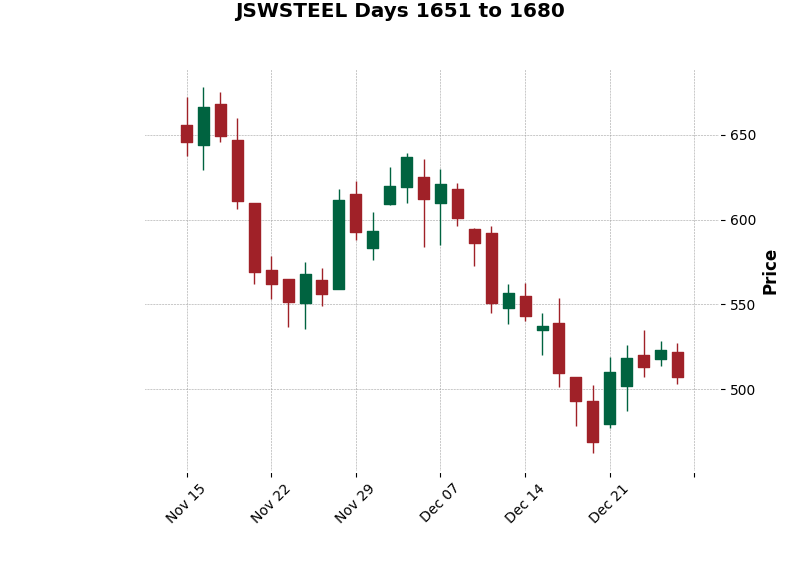 JSWSTEEL Days 1651 to 1680
650
600
550
500
Price
Nov 15
Nov 22
Nov 29
Dec 07
Dec 14
Dec 21